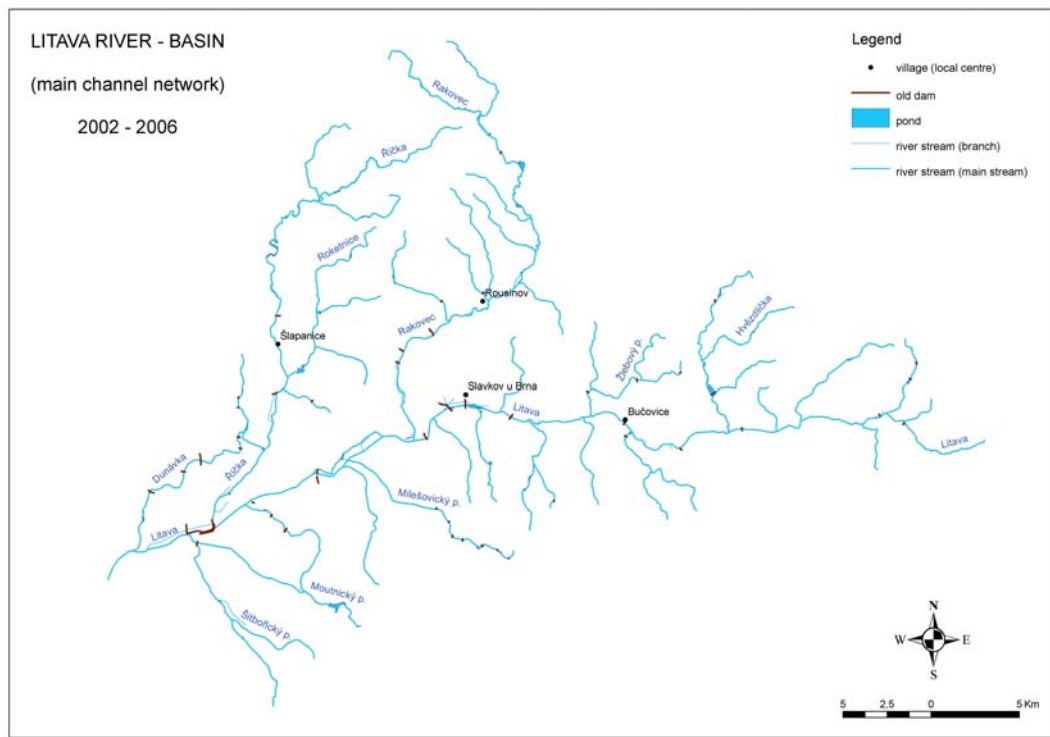 LITAVA RIVER - BASIN
(main channel network)
2002 - 2006
Legend
village (local centre)
old dam
pond
river stream (branch)
river stream (main stream)
Rakovec
Říčka
Roketnice
Rousínov
Hvězdlička
Rakovec
Šlapanice
Žlebový p.
Slavkov u Brna
Litava
Bučovice
Litava
Dunávka
Říčka
Milešovický p.
Litava
Moutnický p.
Šitbořický p.
N
W
E
S
5
2,5
0
5 Km